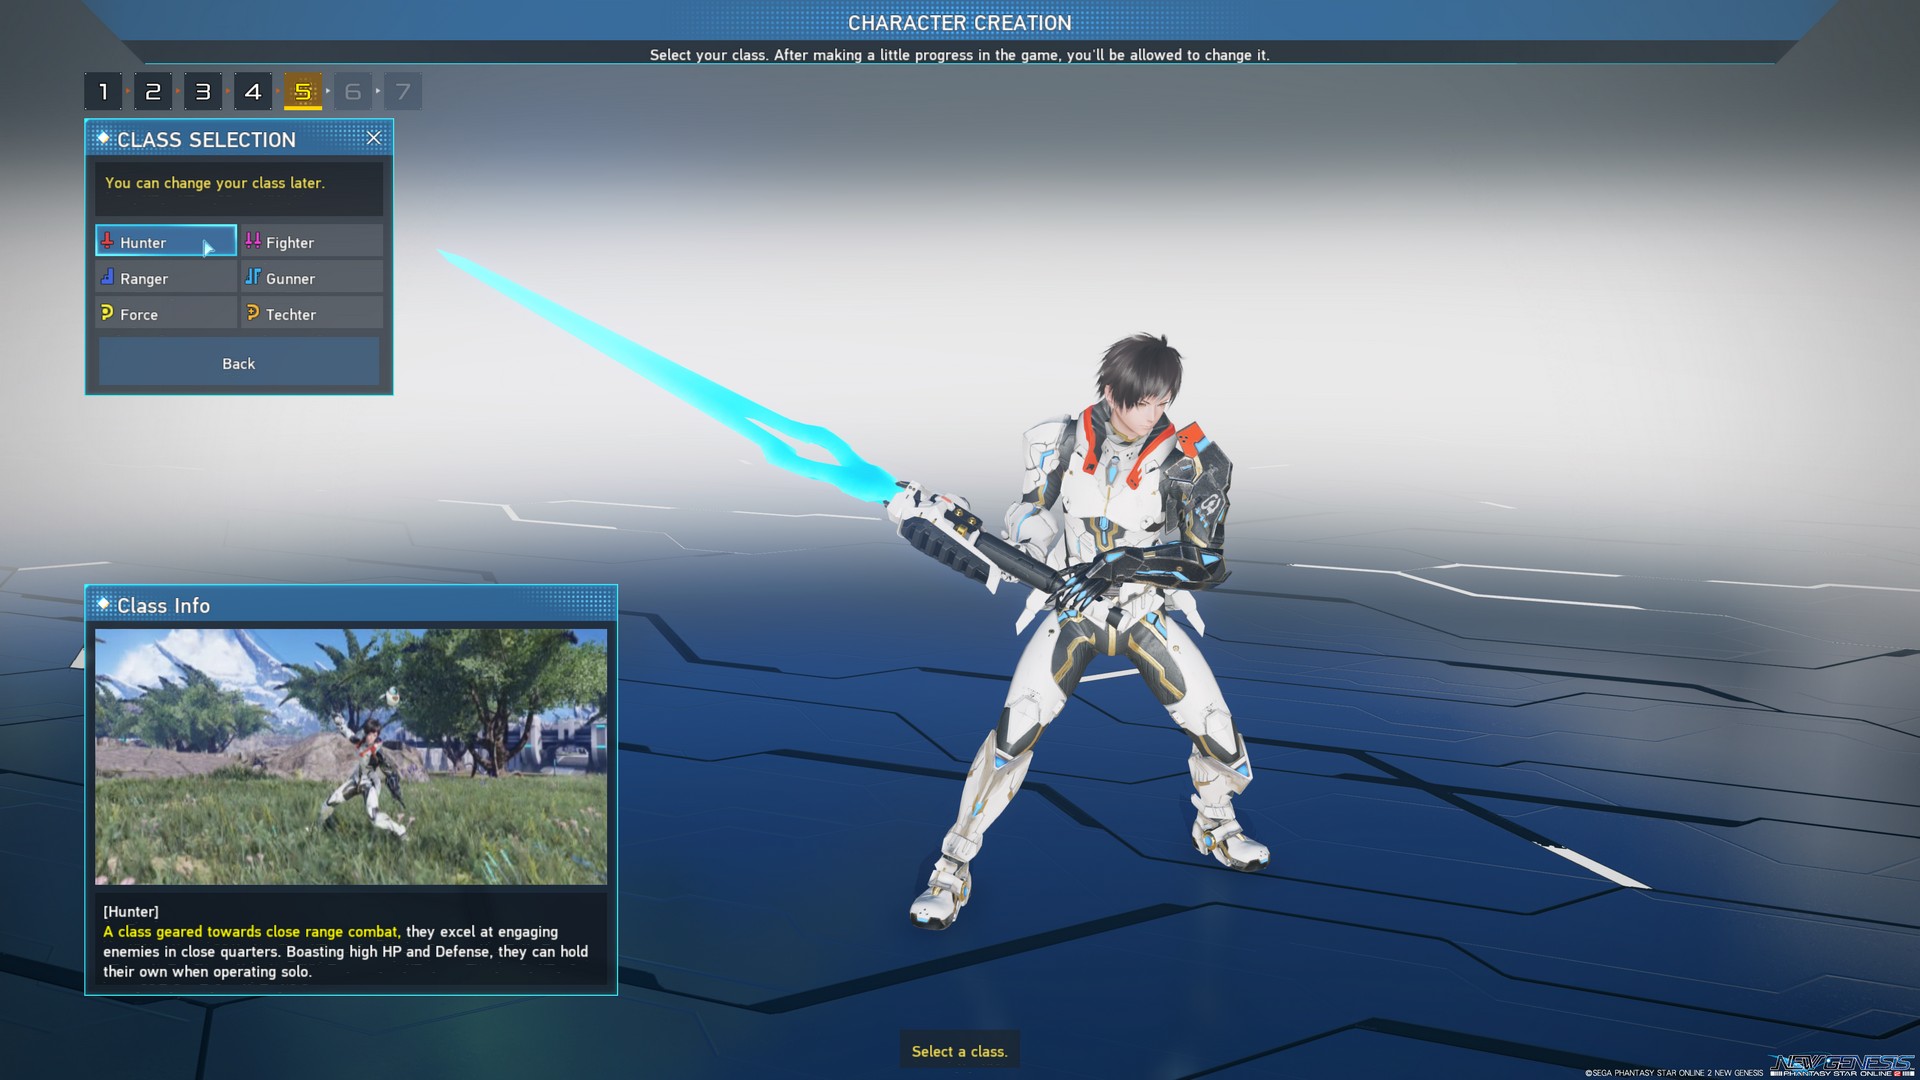 CHARACTER CREATION
Select your class. After making a little progress in the game, you'll be allowed to change it.
1 2 3 4 5 6 7
CLASS SELECTION
You can change your class later.
Hunter
Fighter
Ranger
Gunner
Force
Techter
Back
Class Info
[Hunter]
A class geared towards close range combat, they excel at engaging
enemies in close quarters. Boasting high HP and Defense, they can hold
their own when operating solo.
Select a class.
NEW GENESIS
PHANTASY STAR ONLINE 2
©SEGA PHANTASY STAR ONLINE 2 NEW GENESIS